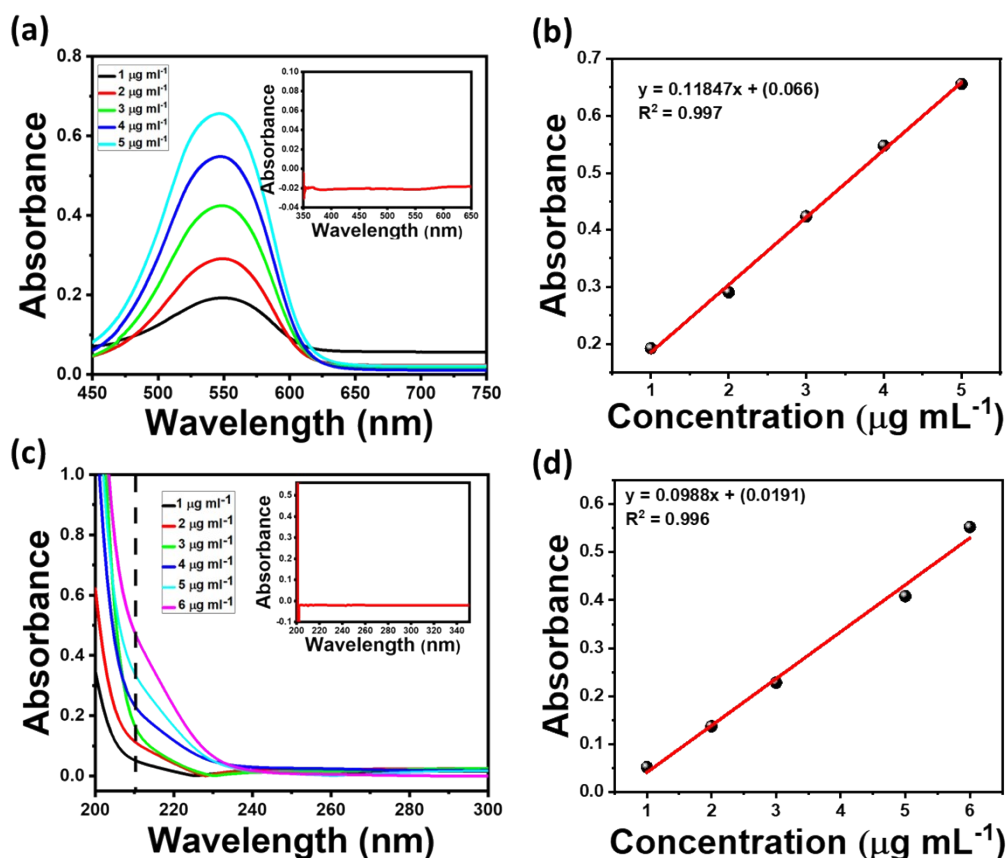 (a)
0.8
0.6
0.4
0.2
0.0
Absorbance
1 µg ml⁻¹
2 µg ml⁻¹
3 µg ml⁻¹
4 µg ml⁻¹
5 µg ml⁻¹
0.10
0.08
0.06
0.04
0.02
0.00
-0.02
-0.04
Absorbance
350 400 450 500 550 600 650
Wavelength (nm)
450 500 550 600 650 700 750
Wavelength (nm)
(b)
0.7
0.6
0.5
0.4
0.3
0.2
Absorbance
y = 0.11847x + (0.066)
R² = 0.997
1 2 3 4 5
Concentration (µg mL⁻¹)
(c)
1.0
0.8
0.6
0.4
0.2
0.0
Absorbance
1 µg ml⁻¹
2 µg ml⁻¹
3 µg ml⁻¹
4 µg ml⁻¹
5 µg ml⁻¹
6 µg ml⁻¹
0.5
0.4
0.3
0.2
0.1
0.0
-0.1
Absorbance
200 220 240 260 280 300 320 340
Wavelength (nm)
200 220 240 260 280 300
Wavelength (nm)
(d)
0.6
0.5
0.4
0.3
0.2
0.1
0.0
Absorbance
y = 0.0988x + (0.0191)
R² = 0.996
1 2 3 4 5 6
Concentration (µg mL⁻¹)